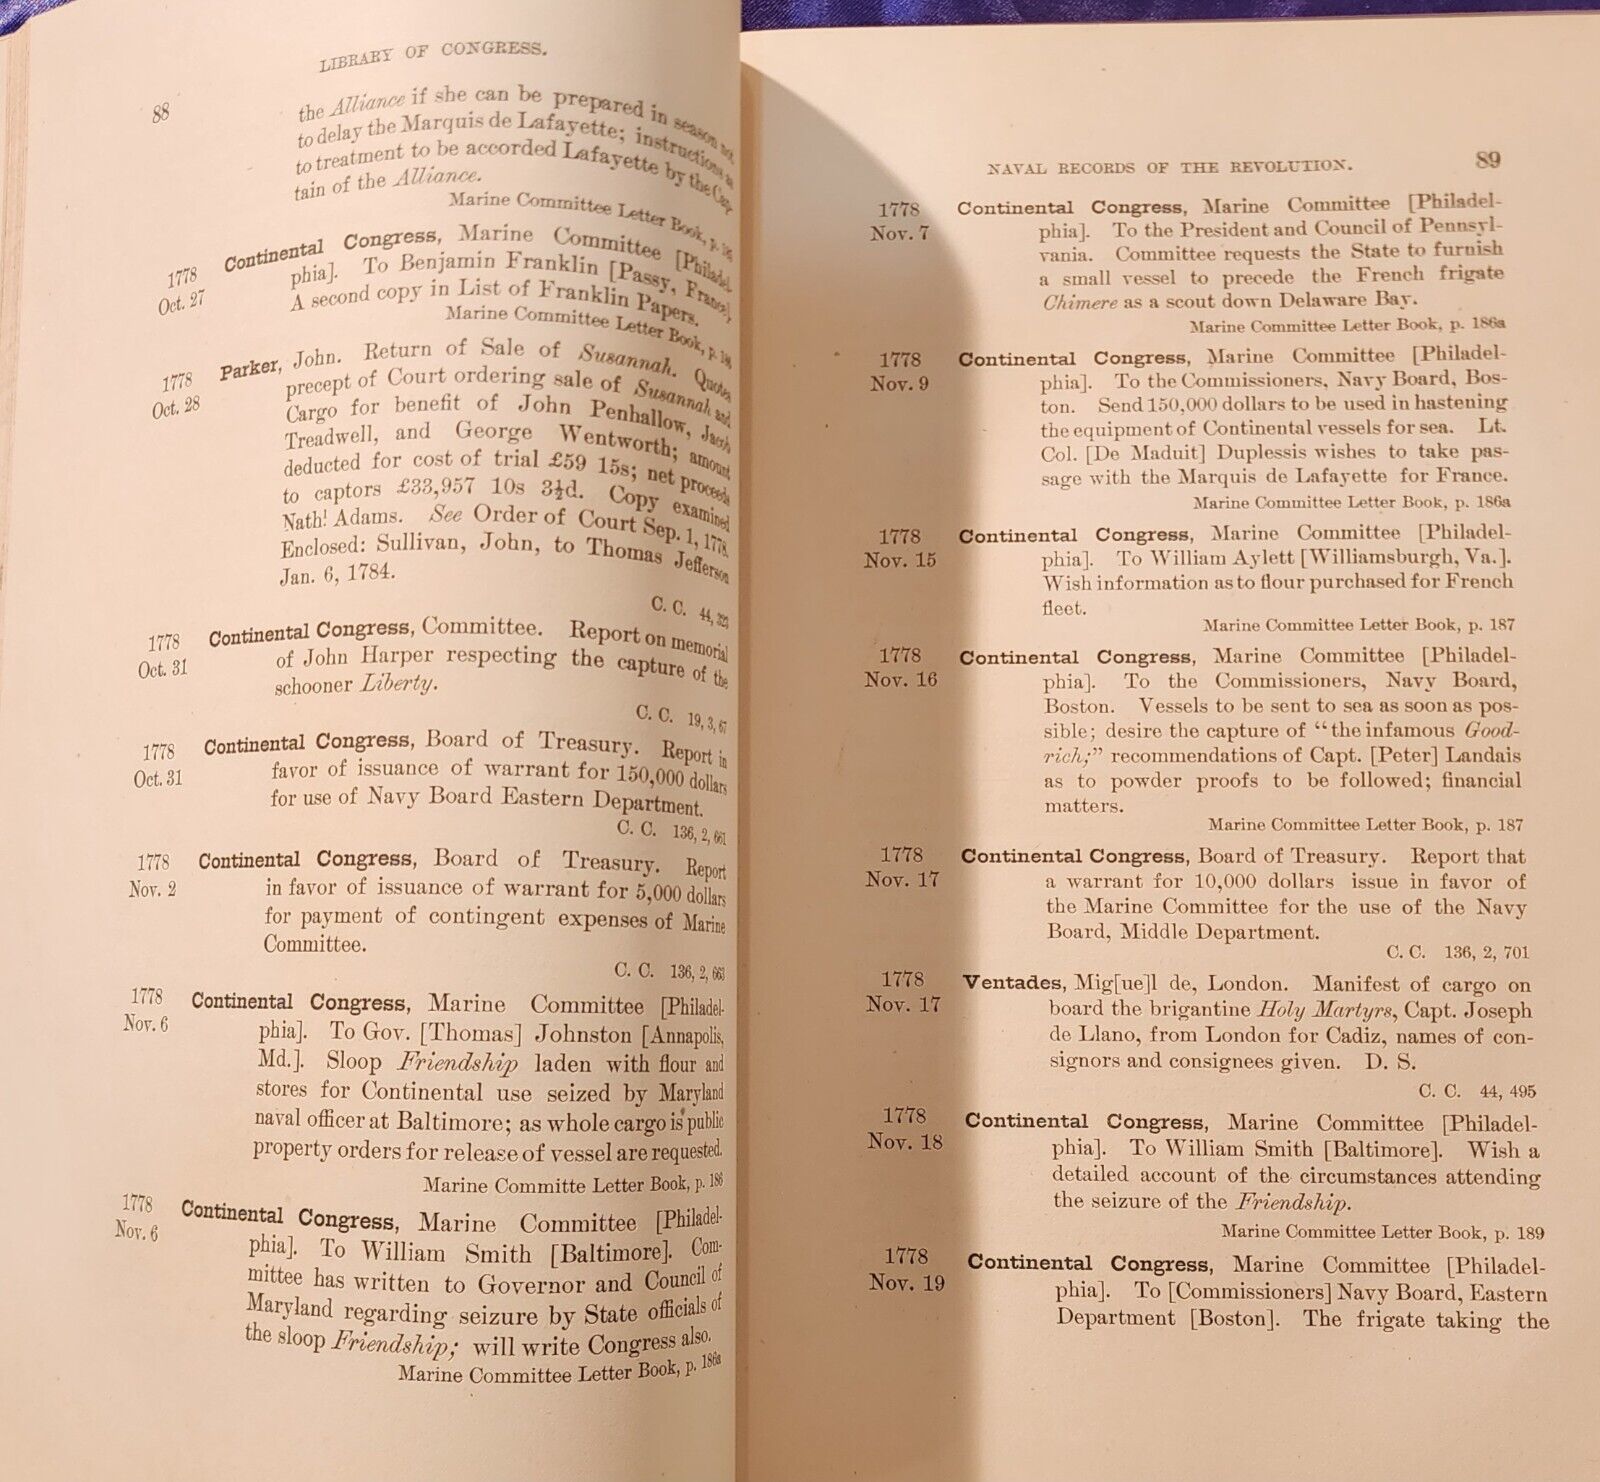 LIBRARY OF CONGRESS.
88
the Alliance if she can be prepared in season not
to delay the Marquis de Lafayette; instructions as
to treatment to be accorded Lafayette by the Cap-
tain of the Alliance.
Marine Committee Letter Book, p.
1778
Oct. 27
Continental Congress, Marine Committee [Philadel-
phia]. To Benjamin Franklin [Passy, France].
A second copy in List of Franklin Papers.
Marine Committee Letter Book, p.
1778
Oct. 28
Parker, John. Return of Sale of Susannah. Quotes
precept of Court ordering sale of Susannah and
Cargo for benefit of John Penhallow, Jacob
Treadwell, and George Wentworth; amount
deducted for cost of trial £59 15s; net proceeds
to captors £33,957 10s 3½d. Copy examined
Nathl Adams. See Order of Court Sep. 1, 1778.
Enclosed: Sullivan, John, to Thomas Jefferson
Jan. 6, 1784.
C. C. 44, 323
1778
Oct. 31
Continental Congress, Committee. Report on memorial
of John Harper respecting the capture of the
schooner Liberty.
C. C. 19, 3, 67
1778
Oct. 31
Continental Congress, Board of Treasury. Report in
favor of issuance of warrant for 150,000 dollars
for use of Navy Board Eastern Department.
C. C. 136, 2, 661
1778
Nov. 2
Continental Congress, Board of Treasury. Report
in favor of issuance of warrant for 5,000 dollars
for payment of contingent expenses of Marine
Committee.
C. C. 136, 2, 663
1778
Nov. 6
Continental Congress, Marine Committee [Philadel-
phia]. To Gov. [Thomas] Johnston [Annapolis,
Md.]. Sloop Friendship laden with flour and
stores for Continental use seized by Maryland
naval officer at Baltimore; as whole cargo is public
property orders for release of vessel are requested.
Marine Committe Letter Book, p. 186
1778
Nov. 6
Continental Congress, Marine Committee [Philadel-
phia]. To William Smith [Baltimore]. Com-
mittee has written to Governor and Council of
Maryland regarding seizure by State officials of
the sloop Friendship; will write Congress also.
Marine Committee Letter Book, p. 186a
NAVAL RECORDS OF THE REVOLUTION.
89
1778
Nov. 7
Continental Congress, Marine Committee [Philadel-
phia]. To the President and Council of Pennsyl-
vania. Committee requests the State to furnish
a small vessel to precede the French frigate
Chimere as a scout down Delaware Bay.
Marine Committee Letter Book, p. 186a
1778
Nov. 9
Continental Congress, Marine Committee [Philadel-
phia]. To the Commissioners, Navy Board, Bos-
ton. Send 150,000 dollars to be used in hastening
the equipment of Continental vessels for sea. Lt.
Col. [De Maduit] Duplessis wishes to take pas-
sage with the Marquis de Lafayette for France.
Marine Committee Letter Book, p. 186a
1778
Nov. 15
Continental Congress, Marine Committee [Philadel-
phia]. To William Aylett [Williamsburgh, Va.].
Wish information as to flour purchased for French
fleet.
Marine Committee Letter Book, p. 187
1778
Nov. 16
Continental Congress, Marine Committee [Philadel-
phia]. To the Commissioners, Navy Board,
Boston. Vessels to be sent to sea as soon as pos-
sible; desire the capture of "the infamous Good-
rich;" recommendations of Capt. [Peter] Landais
as to powder proofs to be followed; financial
matters.
Marine Committee Letter Book, p. 187
1778
Nov. 17
Continental Congress, Board of Treasury. Report that
a warrant for 10,000 dollars issue in favor of
the Marine Committee for the use of the Navy
Board, Middle Department.
C. C. 136, 2, 701
1778
Nov. 17
Ventades, Mig[ue]l de, London. Manifest of cargo on
board the brigantine Holy Martyrs, Capt. Joseph
de Llano, from London for Cadiz, names of con-
signors and consignees given. D. S.
C. C. 44, 495
1778
Nov. 18
Continental Congress, Marine Committee [Philadel-
phia]. To William Smith [Baltimore]. Wish a
detailed account of the circumstances attending
the seizure of the Friendship.
Marine Committee Letter Book, p. 189
1778
Nov. 19
Continental Congress, Marine Committee [Philadel-
phia]. To [Commissioners] Navy Board, Eastern
Department [Boston]. The frigate taking the